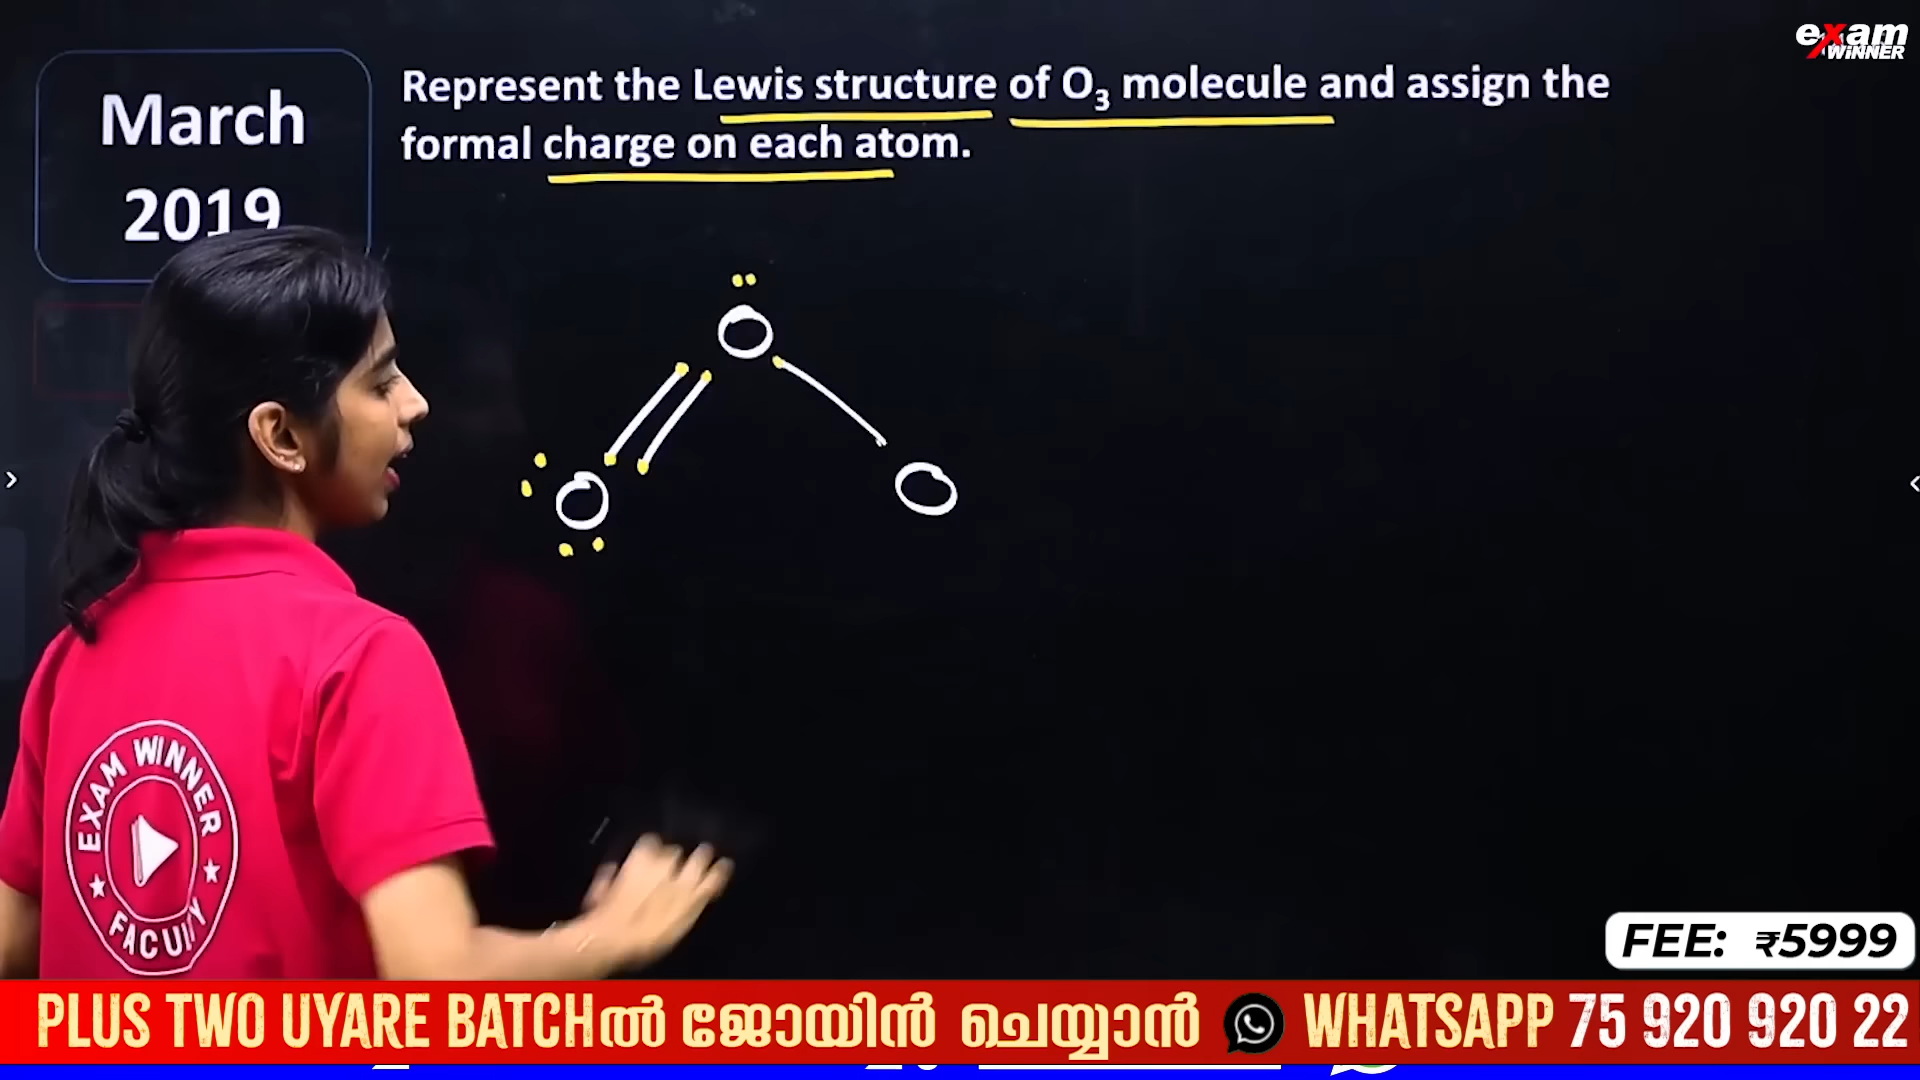 exam
WINNER
March
2019
Represent the Lewis structure of O₃ molecule and assign the
formal charge on each atom.
O
O
O
EXAM WINNER
FACULTY
FEE: ₹5999
PLUS TWO UYARE BATCHൽ ജോയിൻ ചെയ്യാൻ WHATSAPP 75 920 920 22